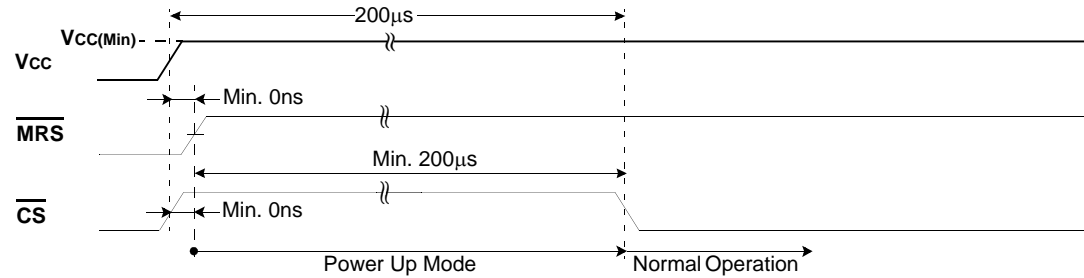 200μs
VCC(Min)
VCC
Min. 0ns
MRS
Min. 200μs
CS
Min. 0ns
Power Up Mode
Normal Operation